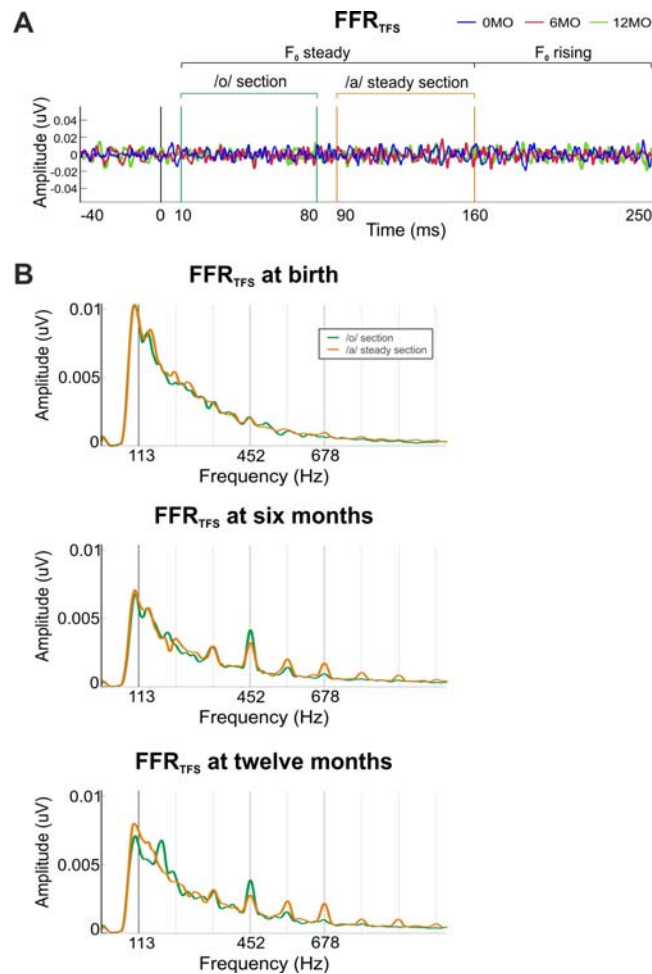 A
FFR_TFS
0MO 6MO 12MO
F₀ steady F₀ rising
/o/ section /a/ steady section
Amplitude (uV)
0.04
0.02
0
-0.02
-0.04
-40 0 10 80 90 160 250
Time (ms)
B
FFR_TFS at birth
Amplitude (uV)
0.01
0.005
0
/o/ section
/a/ steady section
113 452 678
Frequency (Hz)
FFR_TFS at six months
Amplitude (uV)
0.01
0.005
0
113 452 678
Frequency (Hz)
FFR_TFS at twelve months
Amplitude (uV)
0.01
0.005
0
113 452 678
Frequency (Hz)